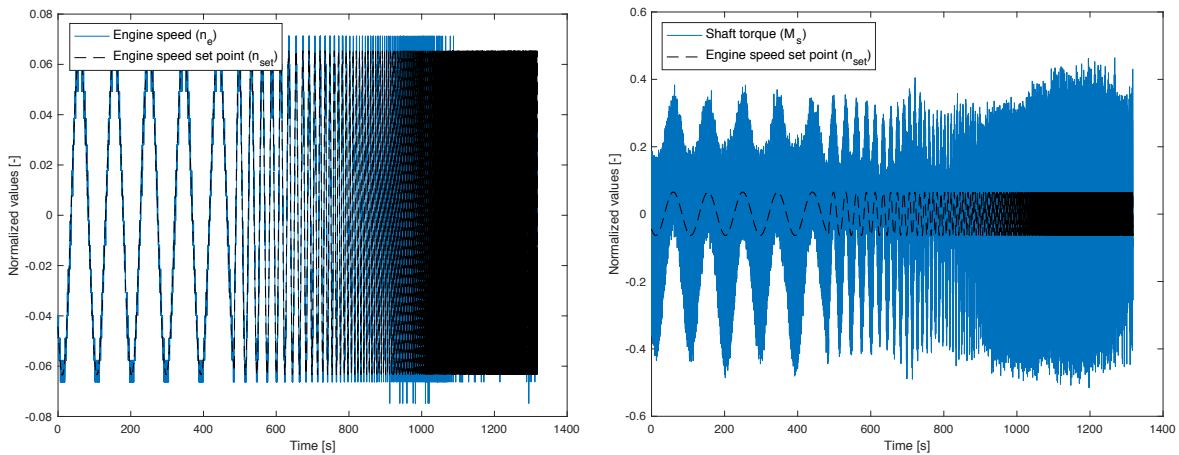 0.08
0.06
0.04
0.02
0
-0.02
-0.04
-0.06
-0.08
Normalized values [-]
Engine speed (n_e)
Engine speed set point (n_set)
0 200 400 600 800 1000 1200 1400
Time [s]
0.6
0.4
0.2
0
-0.2
-0.4
-0.6
Normalized values [-]
Shaft torque (M_s)
Engine speed set point (n_set)
0 200 400 600 800 1000 1200 1400
Time [s]